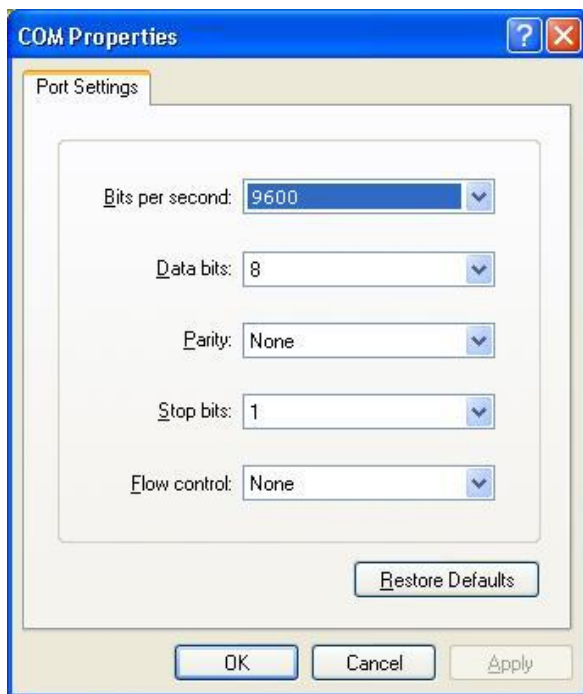 COM Properties
Port Settings
Bits per second: 9600
Data bits: 8
Parity: None
Stop bits: 1
Flow control: None
Restore Defaults
OK Cancel Apply